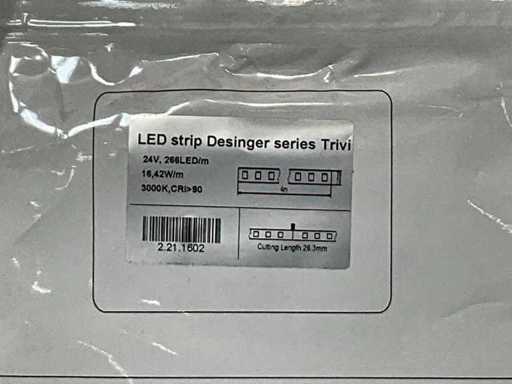 LED strip Desinger series Trivi
24V, 266LED/m
16,42W/m
3000K,CRI>90
4m
2.21.1602
Cutting Length 26.3mm